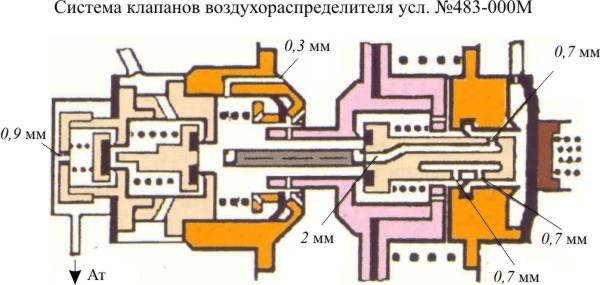 Система клапанов воздухораспределителя усл. №483-000М
0,3 мм
0,7 мм
0,9 мм
2 мм
0,7 мм
0,7 мм
Ат